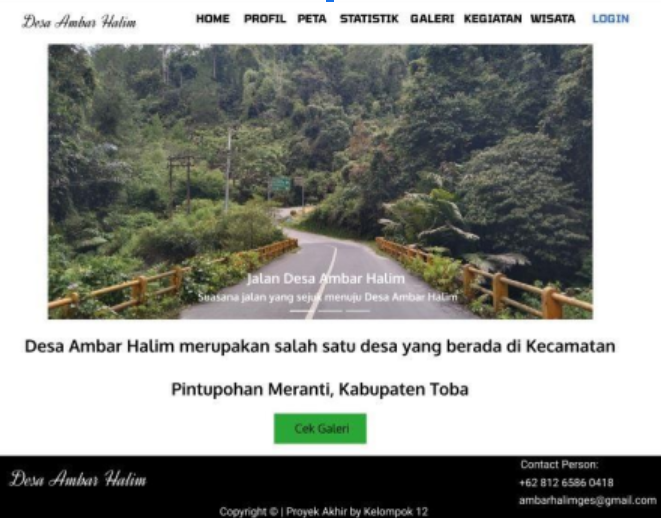 Desa Ambar Halim
HOME PROFIL PETA STATISTIK GALERI KEGIATAN WISATA LOGIN
Jalan Desa Ambar Halim
Suasana jalan yang sejuk menuju Desa Ambar Halim
Desa Ambar Halim merupakan salah satu desa yang berada di Kecamatan
Pintupohan Meranti, Kabupaten Toba
Cek Galeri
Desa Ambar Halim
Contact Person:
+62 812 6586 0418
ambarhalimges@gmail.com
Copyright © | Proyek Akhir by Kelompok 12